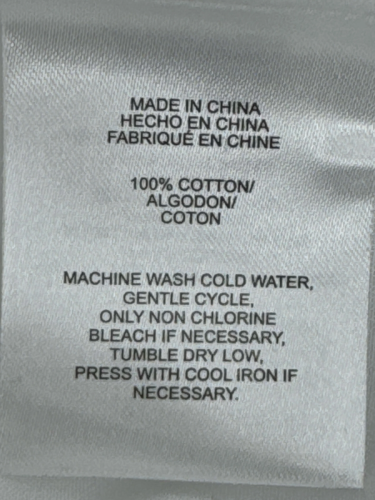 MADE IN CHINA
HECHO EN CHINA
FABRIQUÉ EN CHINE
100% COTTON/
ALGODON/
COTON
MACHINE WASH COLD WATER,
GENTLE CYCLE,
ONLY NON CHLORINE
BLEACH IF NECESSARY,
TUMBLE DRY LOW,
PRESS WITH COOL IRON IF
NECESSARY.